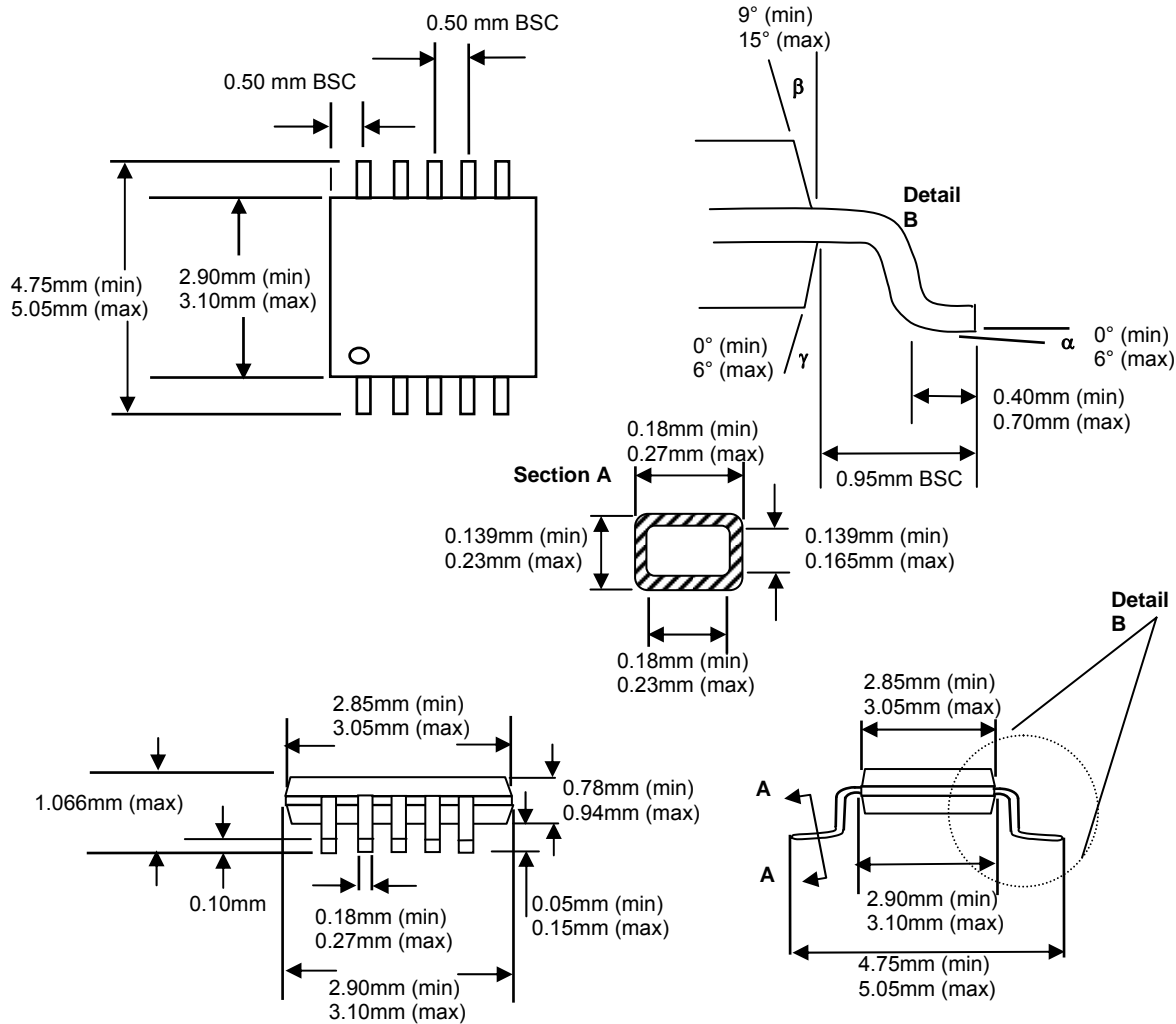 0.50 mm BSC
0.50 mm BSC
4.75mm (min)
5.05mm (max)
2.90mm (min)
3.10mm (max)
9° (min)
15° (max)
β
Detail
B
0° (min)
6° (max)
γ
α
0° (min)
6° (max)
0.40mm (min)
0.70mm (max)
0.95mm BSC
Section A
0.18mm (min)
0.27mm (max)
0.139mm (min)
0.23mm (max)
0.139mm (min)
0.165mm (max)
0.18mm (min)
0.23mm (max)
2.85mm (min)
3.05mm (max)
1.066mm (max)
0.78mm (min)
0.94mm (max)
0.10mm
0.18mm (min)
0.27mm (max)
0.05mm (min)
0.15mm (max)
2.90mm (min)
3.10mm (max)
Detail
B
2.85mm (min)
3.05mm (max)
A
A
2.90mm (min)
3.10mm (max)
4.75mm (min)
5.05mm (max)